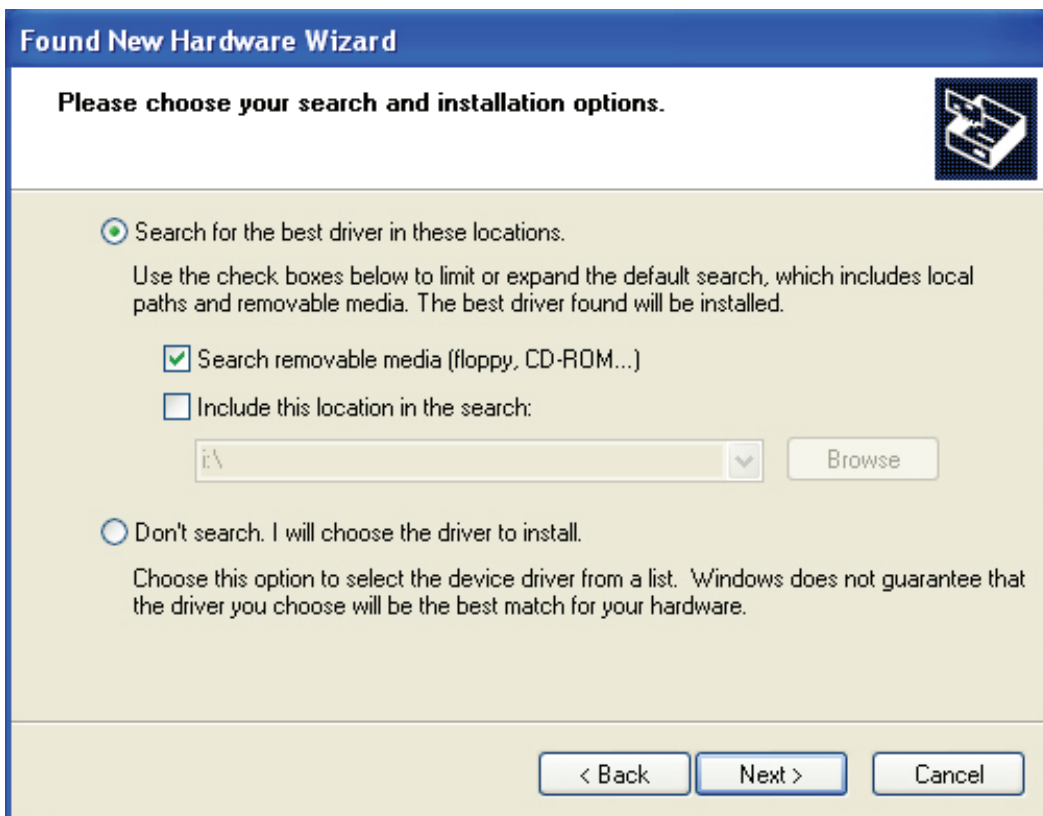 Found New Hardware Wizard
Please choose your search and installation options.
Search for the best driver in these locations.
Use the check boxes below to limit or expand the default search, which includes local
paths and removable media. The best driver found will be installed.
Search removable media (floppy, CD-ROM...)
Include this location in the search:
i:\
Browse
Don't search. I will choose the driver to install.
Choose this option to select the device driver from a list.  Windows does not guarantee that
the driver you choose will be the best match for your hardware.
< Back
Next >
Cancel